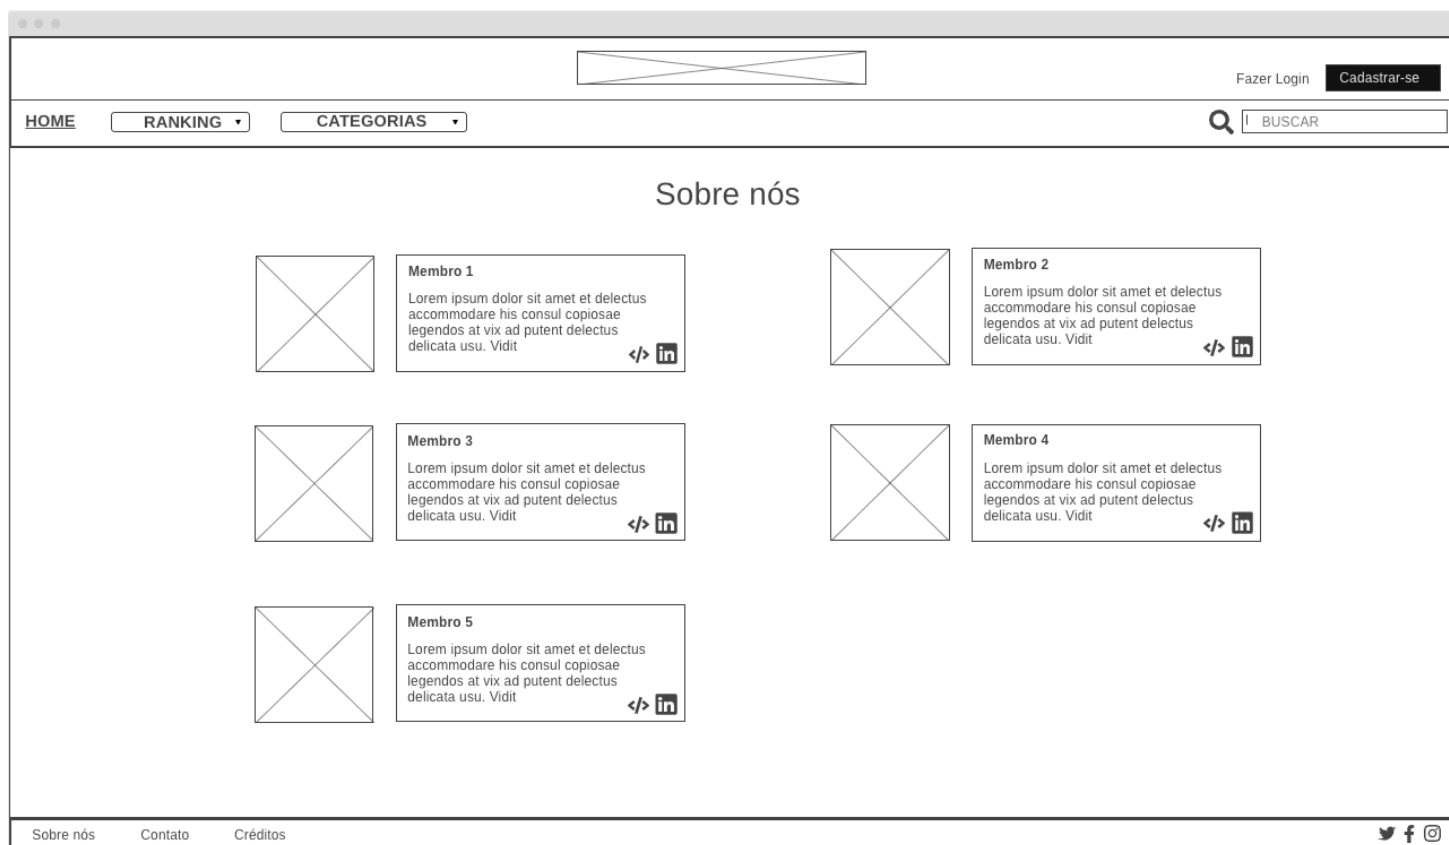 Fazer Login
Cadastrar-se
HOME
RANKING
CATEGORIAS
BUSCAR
Sobre nós
Membro 1
Lorem ipsum dolor sit amet et delectus
accommodare his consul copiosae
legendos at vix ad putent delectus
delicata usu. Vidit
Membro 2
Lorem ipsum dolor sit amet et delectus
accommodare his consul copiosae
legendos at vix ad putent delectus
delicata usu. Vidit
Membro 3
Lorem ipsum dolor sit amet et delectus
accommodare his consul copiosae
legendos at vix ad putent delectus
delicata usu. Vidit
Membro 4
Lorem ipsum dolor sit amet et delectus
accommodare his consul copiosae
legendos at vix ad putent delectus
delicata usu. Vidit
Membro 5
Lorem ipsum dolor sit amet et delectus
accommodare his consul copiosae
legendos at vix ad putent delectus
delicata usu. Vidit
Sobre nós
Contato
Créditos